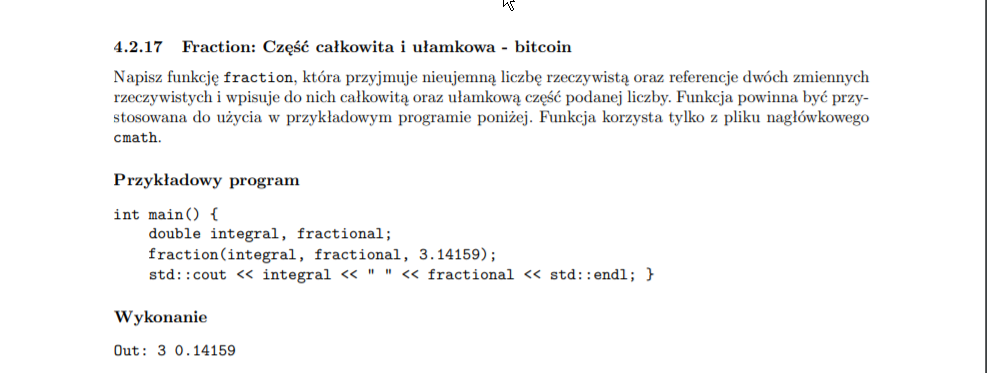 4.2.17 Fraction: Część całkowita i ułamkowa - bitcoin
Napisz funkcję fraction, która przyjmuje nieujemną liczbę rzeczywistą oraz referencje dwóch zmiennych
rzeczywistych i wpisuje do nich całkowitą oraz ułamkową część podanej liczby. Funkcja powinna być przy-
stosowana do użycia w przykładowym programie poniżej. Funkcja korzysta tylko z pliku nagłówkowego
cmath.
Przykładowy program
int main() {
    double integral, fractional;
    fraction(integral, fractional, 3.14159);
    std::cout << integral << " " << fractional << std::endl; }
Wykonanie
Out: 3 0.14159